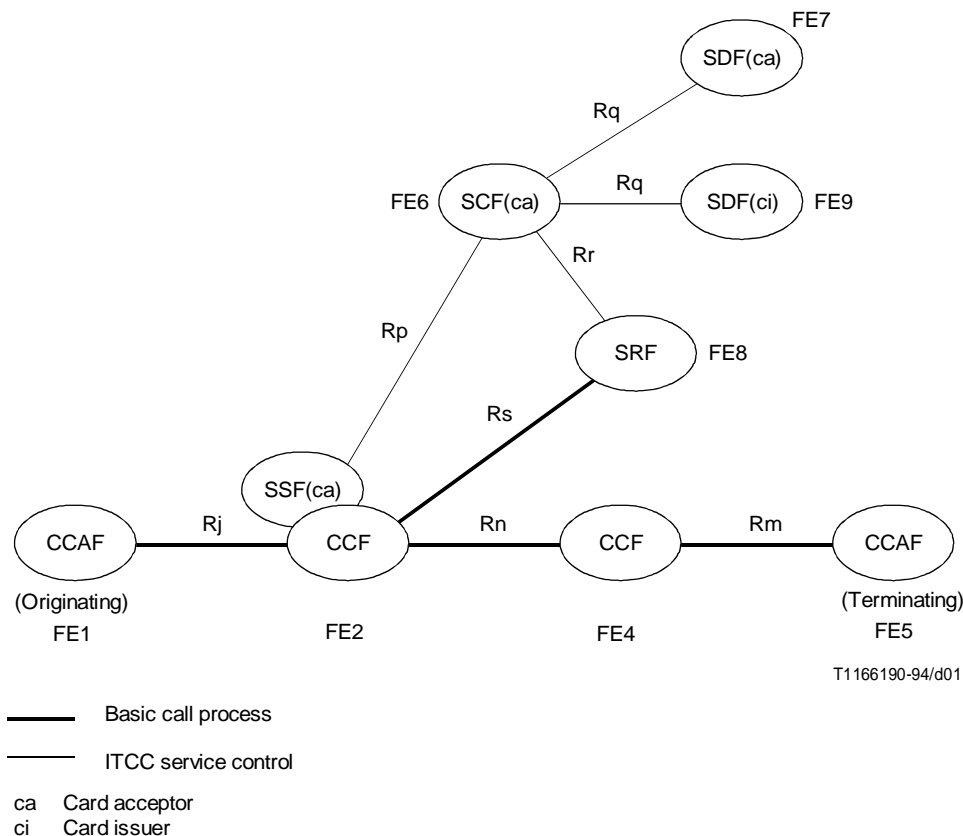 FE7
SDF(ca)
Rq
FE6
SCF(ca)
Rq
SDF(ci)
FE9
Rr
Rp
SRF
FE8
Rs
SSF(ca)
CCAF
Rj
CCF
Rn
CCF
Rm
CCAF
(Originating)
(Terminating)
FE1
FE2
FE4
FE5
T1166190-94/d01
Basic call process
ITCC service control
ca Card acceptor
ci Card issuer